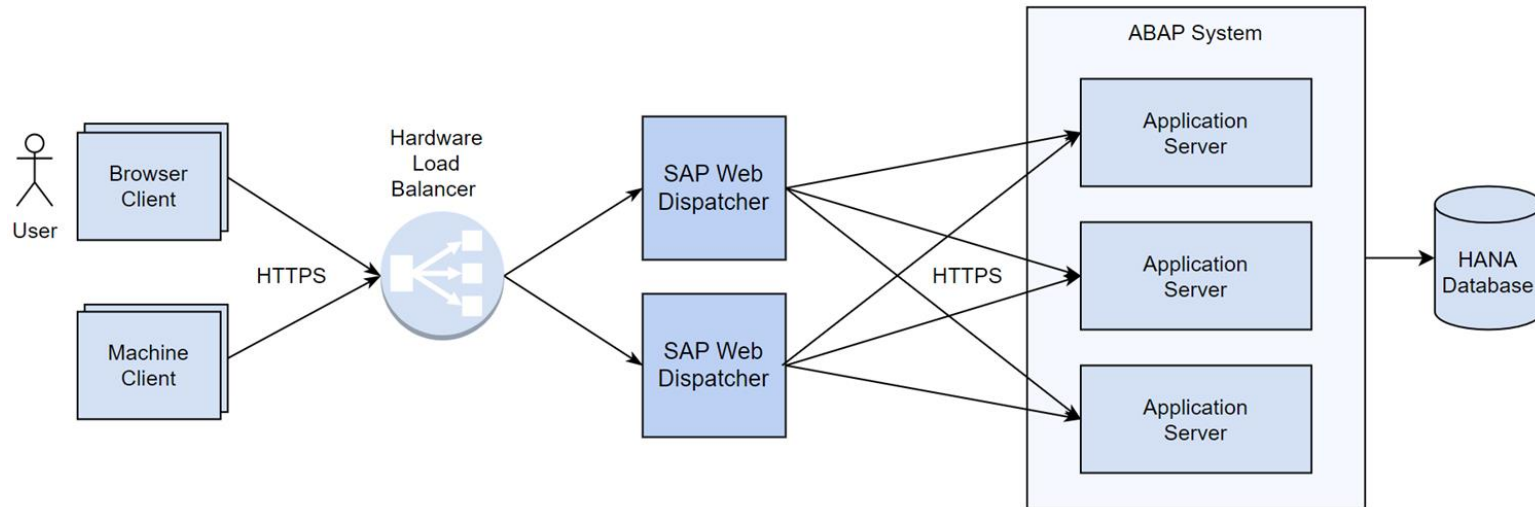 User
Browser
Client
Machine
Client
HTTPS
Hardware
Load
Balancer
SAP Web
Dispatcher
SAP Web
Dispatcher
HTTPS
ABAP System
Application
Server
Application
Server
Application
Server
HANA
Database